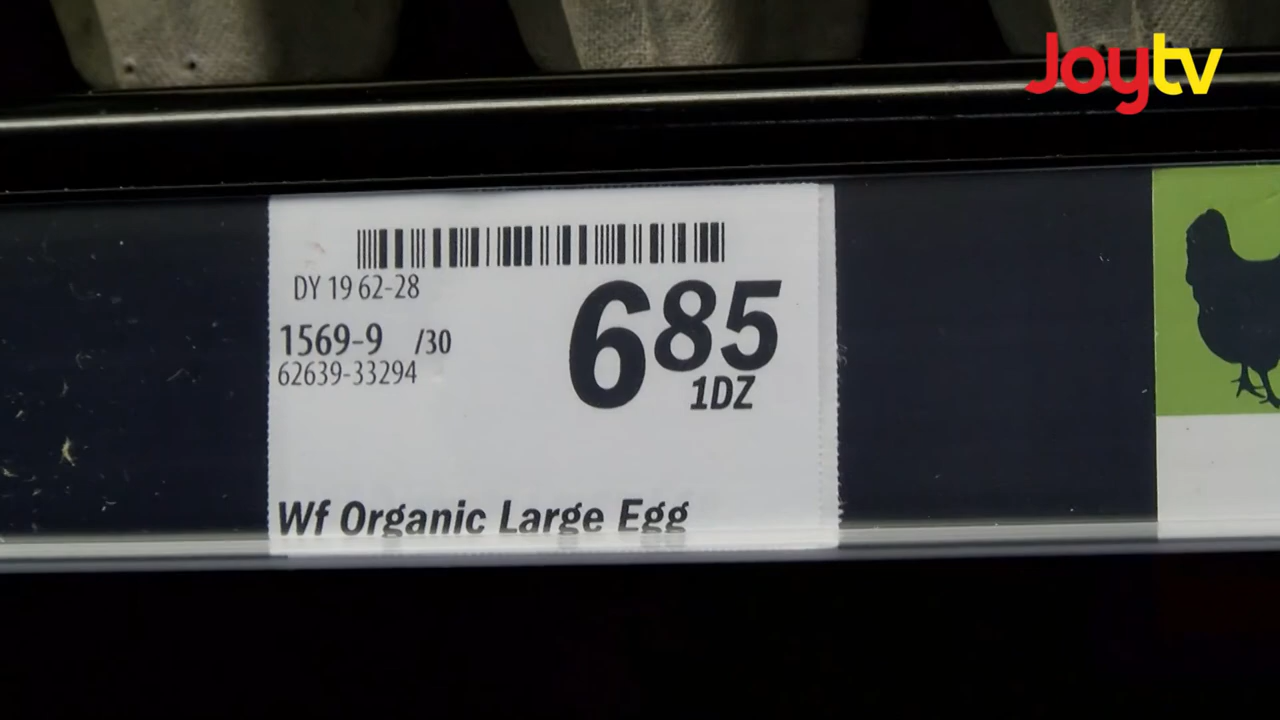 Joytv
DY 19 62-28
1569-9 /30
62639-33294
685
1DZ
Wf Organic Large Egg